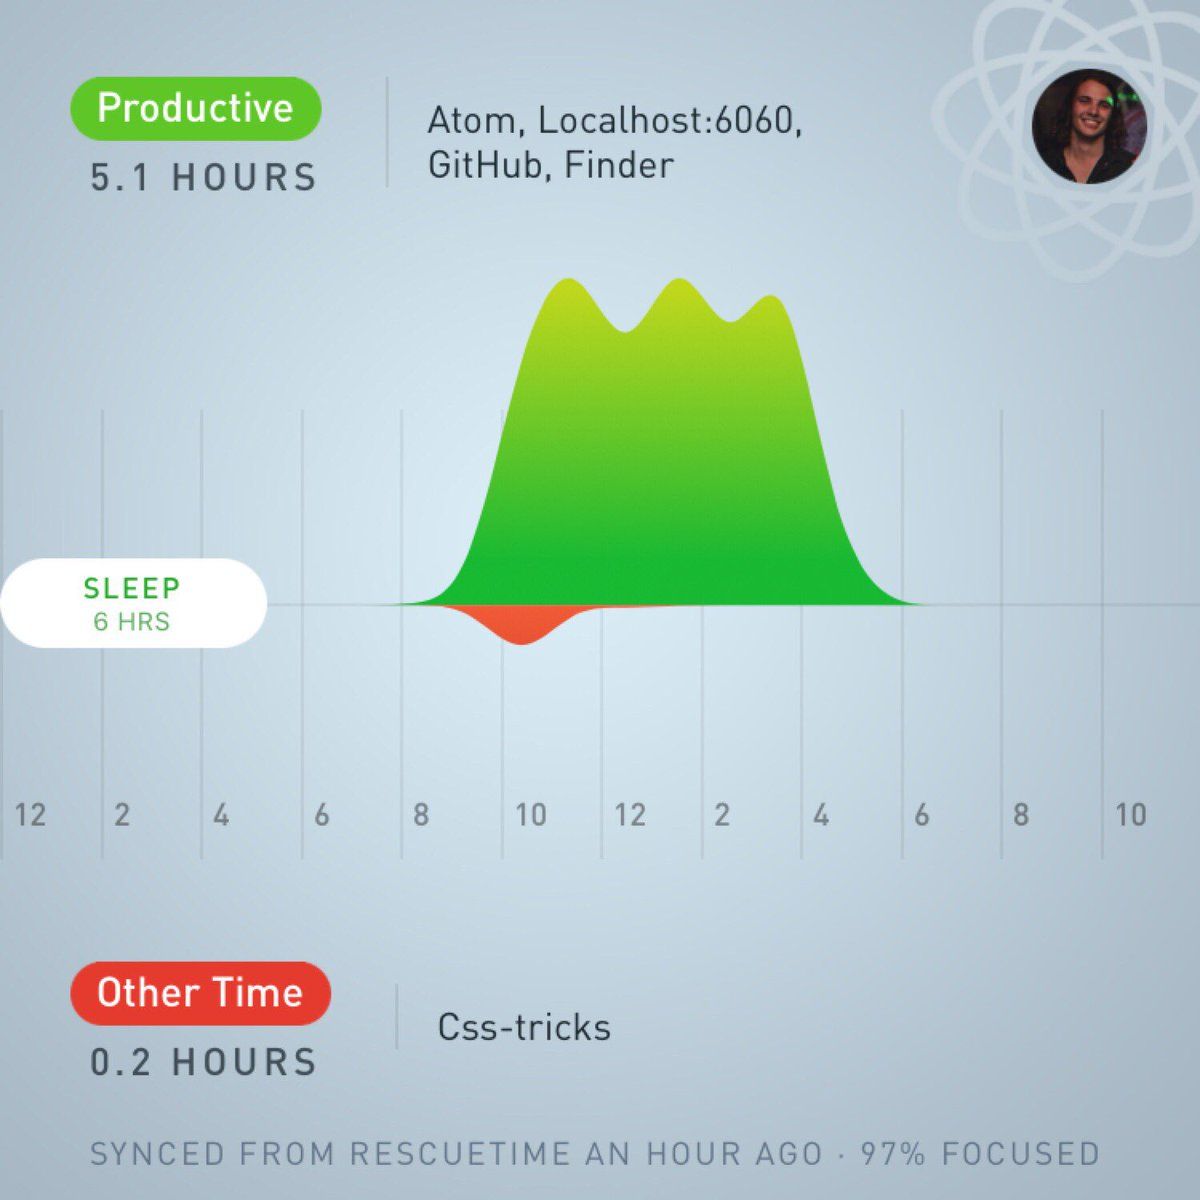 Productive
5.1 HOURS
Atom, Localhost:6060,
GitHub, Finder
SLEEP
6 HRS
12 2 4 6 8 10 12 2 4 6 8 10
Other Time
0.2 HOURS
Css-tricks
SYNCED FROM RESCUETIME AN HOUR AGO · 97% FOCUSED